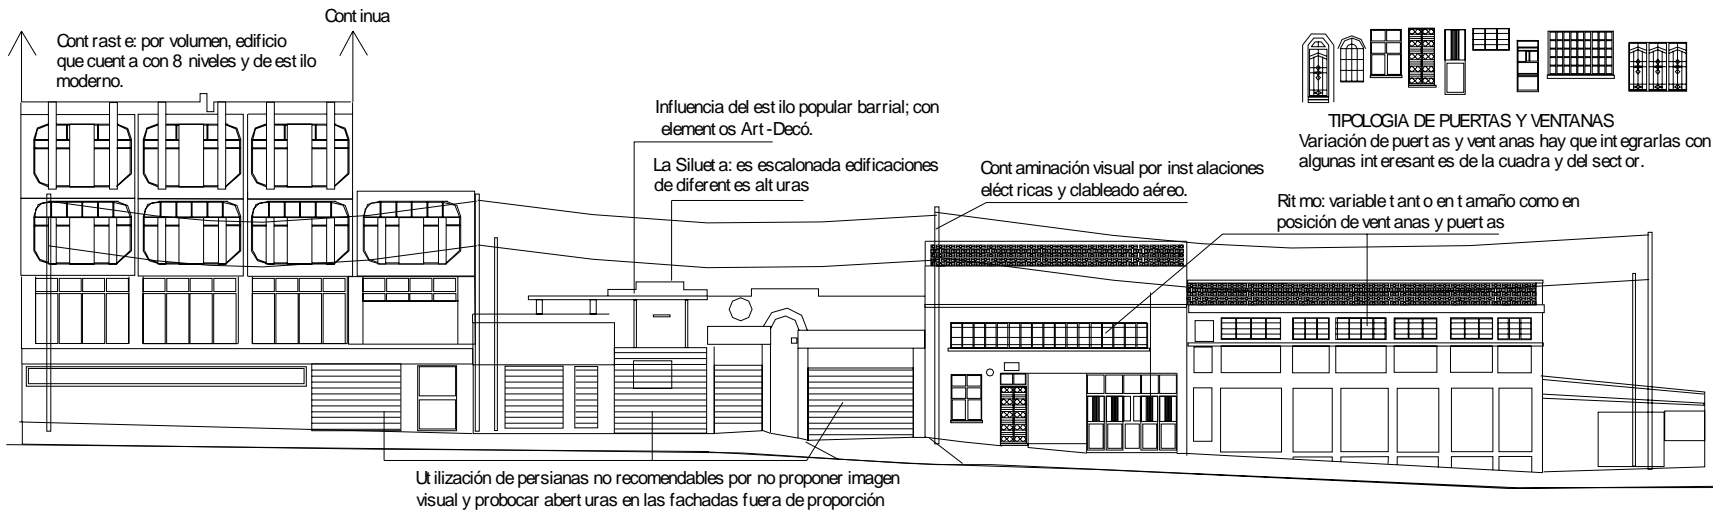 Continua
Contraste: por volumen, edificio
que cuenta con 8 niveles y de estilo
moderno.
Influencia del estilo popular barrial; con
elementos Art-Decó.
La Silueta: es escalonada edificaciones
de diferentes alturas
Contaminación visual por instalaciones
eléctricas y clableado aéreo.
TIPOLOGIA DE PUERTAS Y VENTANAS
Variación de puertas y ventanas hay que integrarlas con
algunas interesantes de la cuadra y del sector.
Ritmo: variable tanto en tamaño como en
posición de ventanas y puertas
Utilización de persianas no recomendables por no proponer imagen
visual y probocar aberturas en las fachadas fuera de proporción